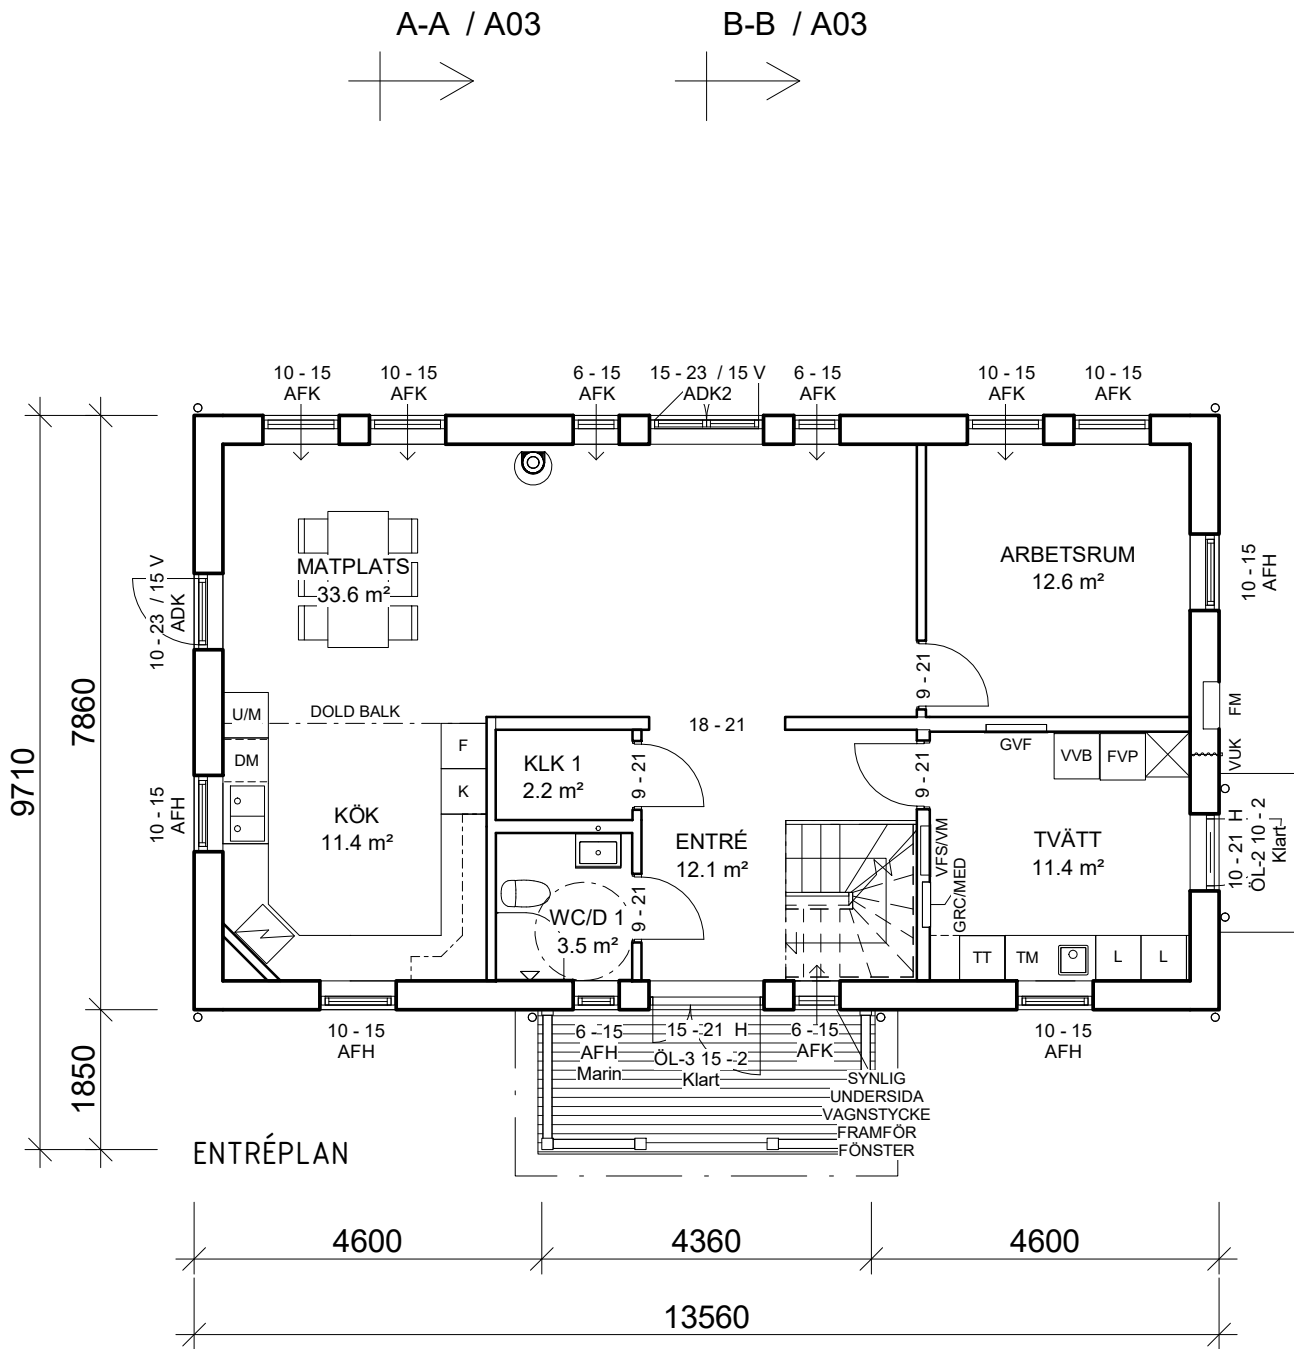 A-A / A03
B-B / A03
10 - 15
AFK
10 - 15
AFK
6 - 15
AFK
15 - 23 / 15 V
ADK2
6 - 15
AFK
10 - 15
AFK
10 - 15
AFK
MATPLATS
33.6 m²
ARBETSRUM
12.6 m²
10 - 23 / 15 V
ADK
10 - 15
AFH
9 - 21
7860
9710
U/M
DOLD BALK
18 - 21
FM
VUK
DM
F
K
KLK 1
2.2 m²
9 - 21
9 - 21
GVF
VVB
FVP
KÖK
11.4 m²
10 - 15
AFH
ENTRÉ
12.1 m²
VFS/VM
GRC/MED
TVÄTT
11.4 m²
10 - 21 H
ÖL-2 10 - 2
Klart
WC/D 1
3.5 m²
9 - 21
TT
TM
L
L
10 - 15
AFH
6 - 15
AFH
Marin
15 - 21 H
ÖL-3 15 - 2
Klart
6 - 15
AFK
10 - 15
AFH
SYNLIG
UNDERSIDA
VAGNSTYCKE
FRAMFÖR
FÖNSTER
1850
ENTRÉPLAN
4600
4360
4600
13560